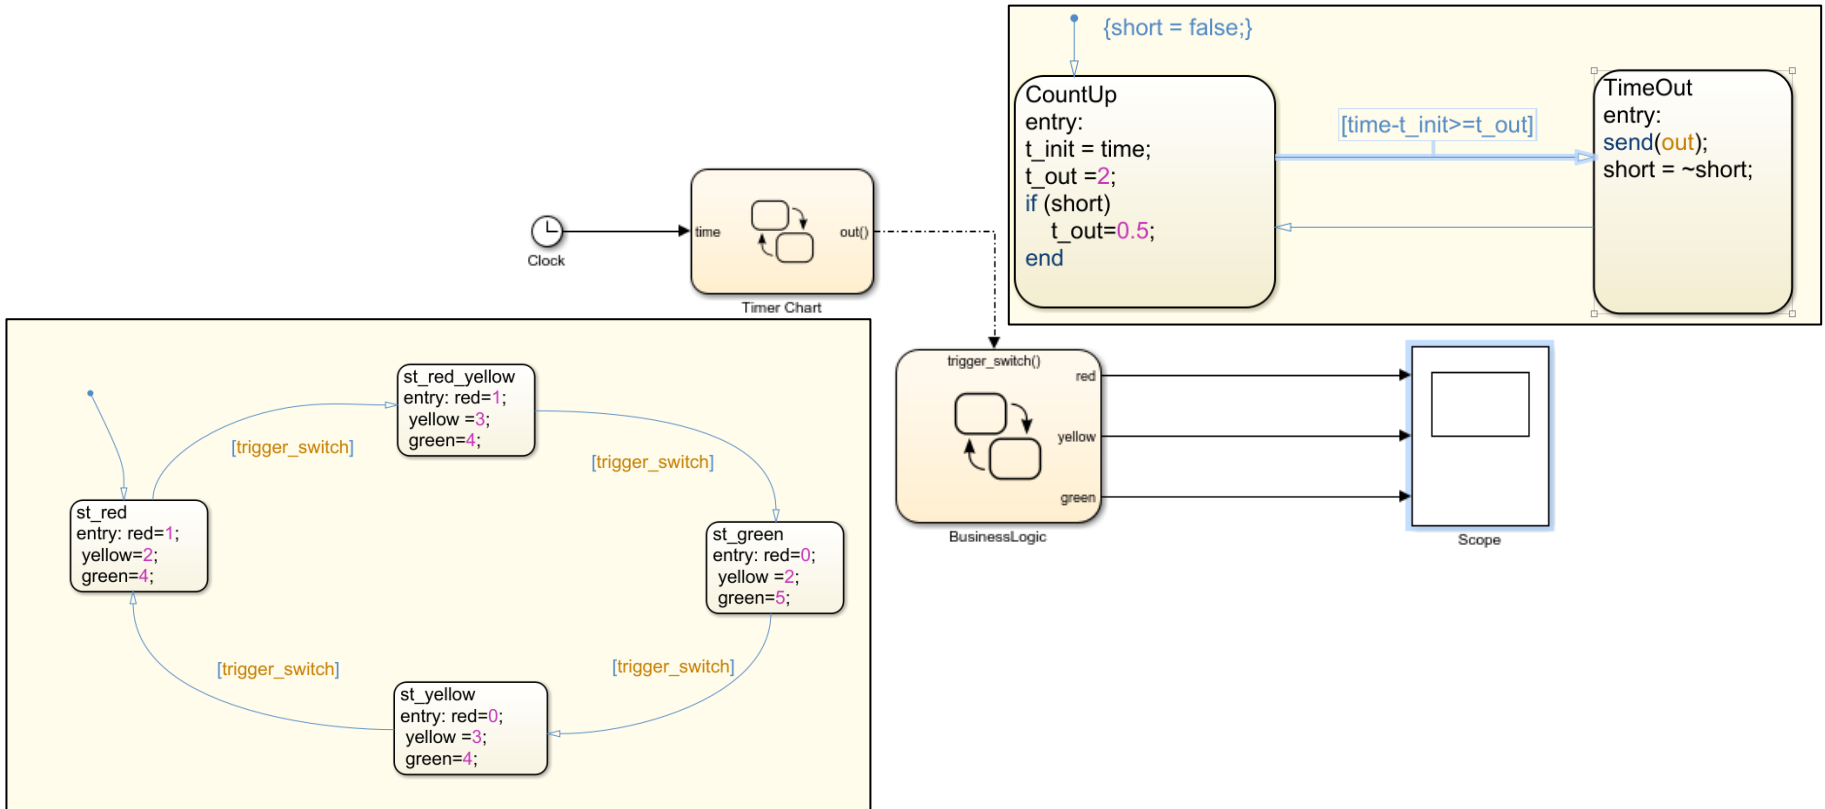 {short = false;}
CountUp
entry:
t_init = time;
t_out =2;
if (short)
t_out=0.5;
end
[time-t_init>=t_out]
TimeOut
entry:
send(out);
short = ~short;
Clock
time
out()
Timer Chart
trigger_switch()
red
yellow
green
BusinessLogic
Scope
st_red_yellow
entry: red=1;
yellow =3;
green=4;
[trigger_switch]
[trigger_switch]
st_red
entry: red=1;
yellow=2;
green=4;
st_green
entry: red=0;
yellow =2;
green=5;
[trigger_switch]
[trigger_switch]
st_yellow
entry: red=0;
yellow =3;
green=4;